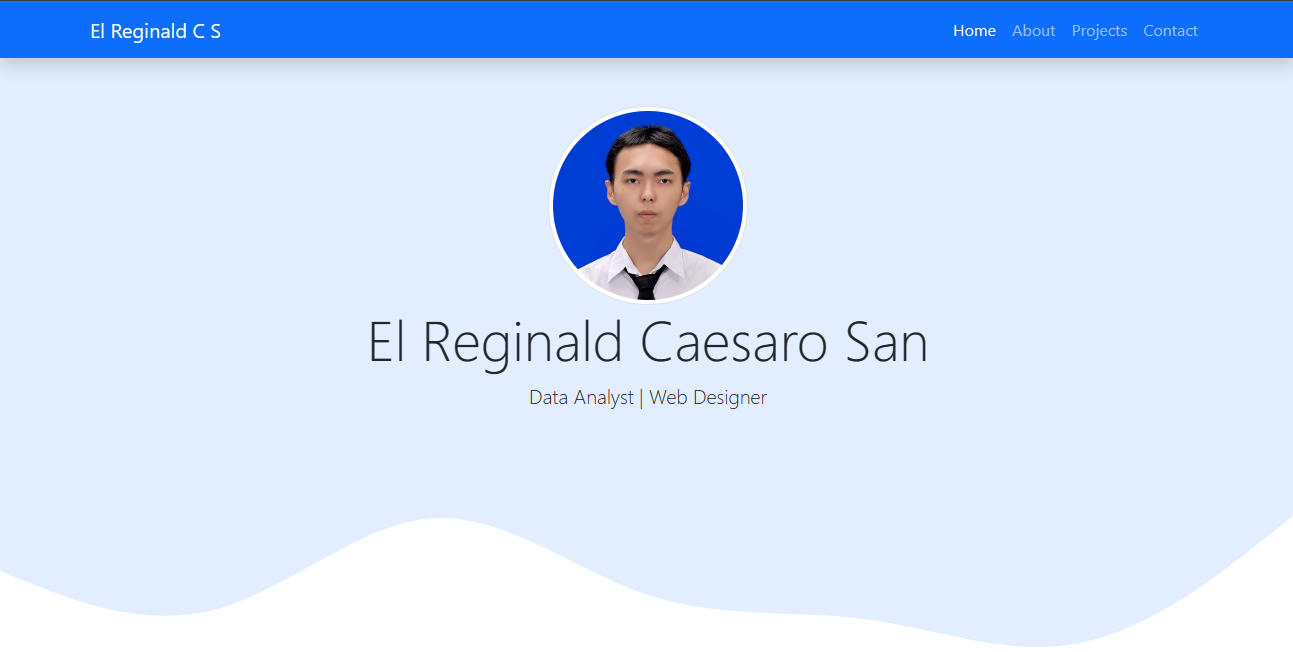 El Reginald C S
Home About Projects Contact
El Reginald Caesaro San
Data Analyst | Web Designer